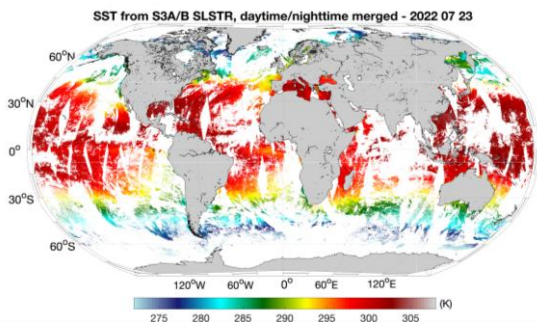 SST from S3A/B SLSTR, daytime/nighttime merged - 2022 07 23
60°N
30°N
0°
30°S
60°S
120°W 60°W 0° 60°E 120°E
275 280 285 290 295 300 305 (K)